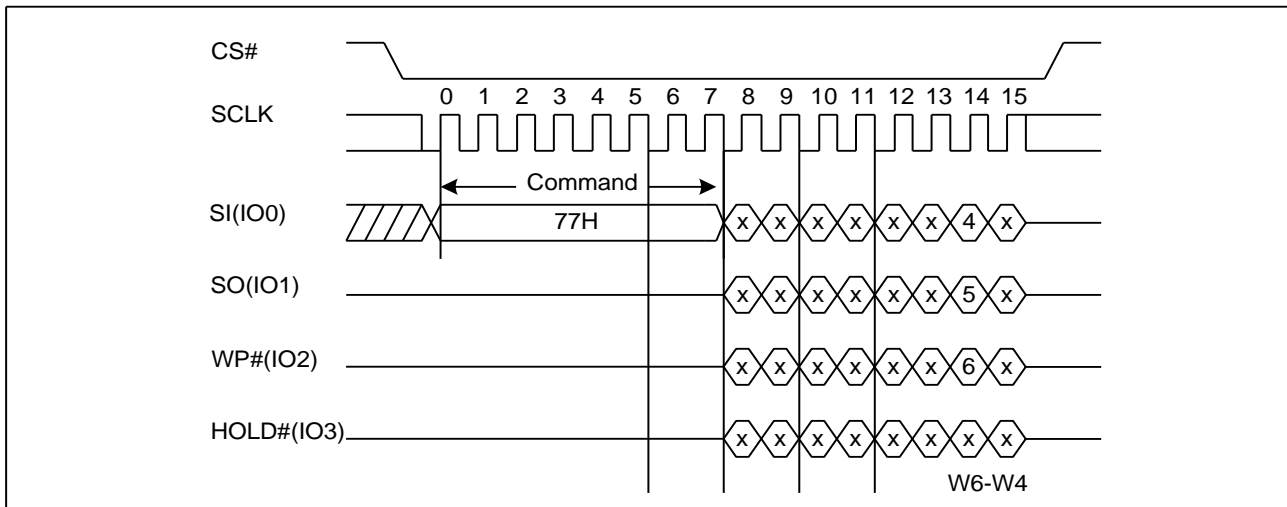 CS#
0 1 2 3 4 5 6 7 8 9 10 11 12 13 14 15
SCLK
Command
SI(IO0) 77H x x x x x x 4 x
SO(IO1) x x x x x x 5 x
WP#(IO2) x x x x x x 6 x
HOLD#(IO3) x x x x x x x x
W6-W4